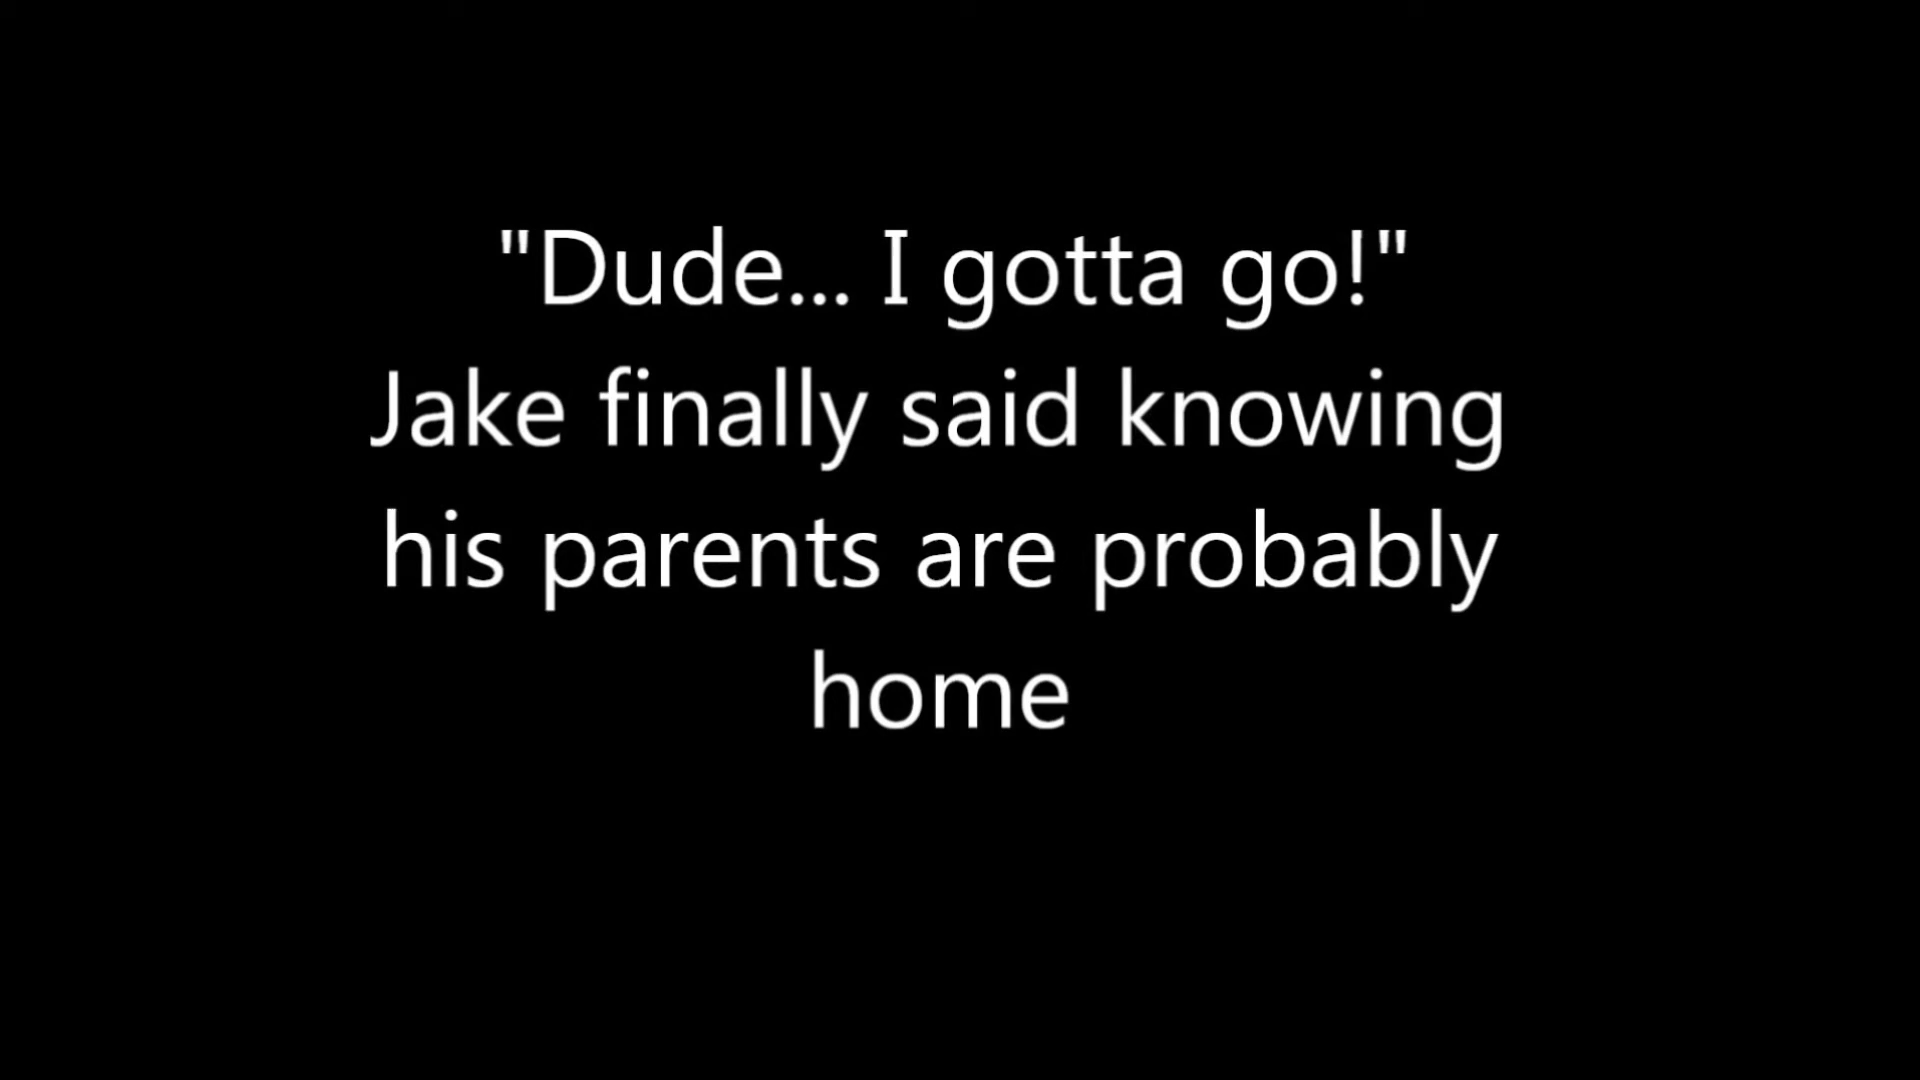 "Dude... I gotta go!"
Jake finally said knowing
his parents are probably
home